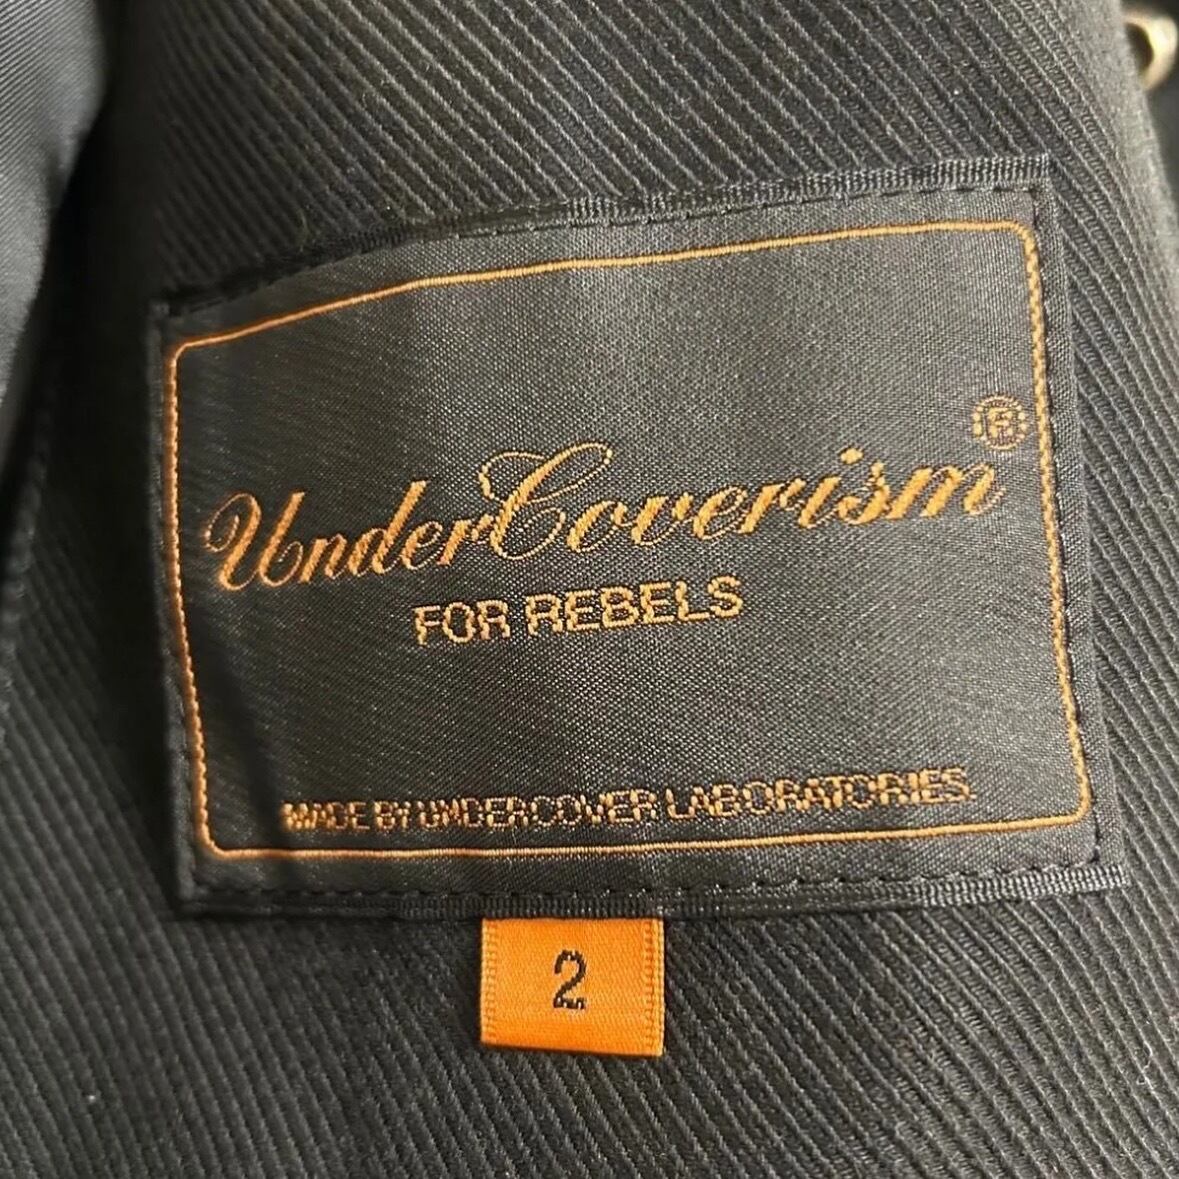 UnderCoverism ®
FOR REBELS
MADE BY UNDERCOVER LABORATORIES.
2